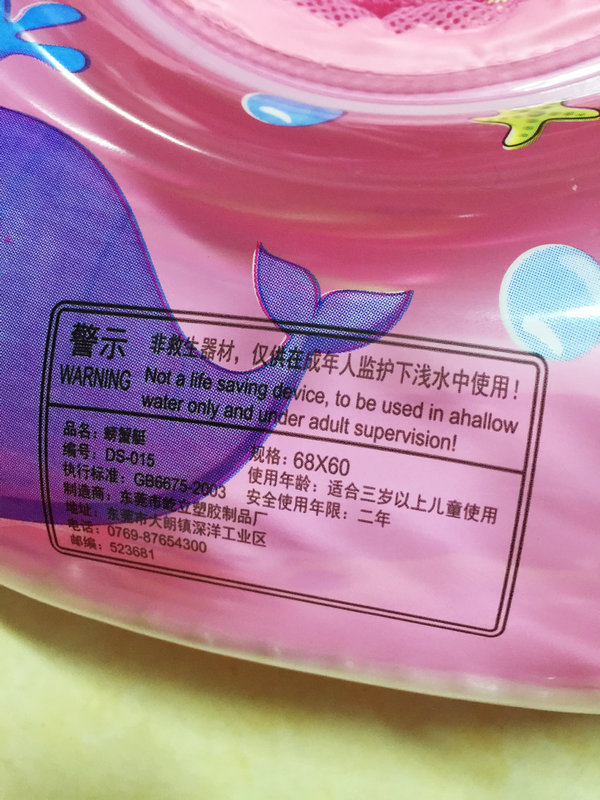 警示
非救生器材，仅供在成年人监护下浅水中使用！
WARNING
Not a life saving device, to be used in ahallow
water only and under adult supervision!
品名：螃蟹艇
编号：DS-015
规格：68X60
执行标准：GB6675-2003
使用年龄：适合三岁以上儿童使用
制造商：东莞市 塑胶制品厂
安全使用年限：二年
地址：东莞市大朗镇深洋工业区
电话：0769-87654300
邮编：523681